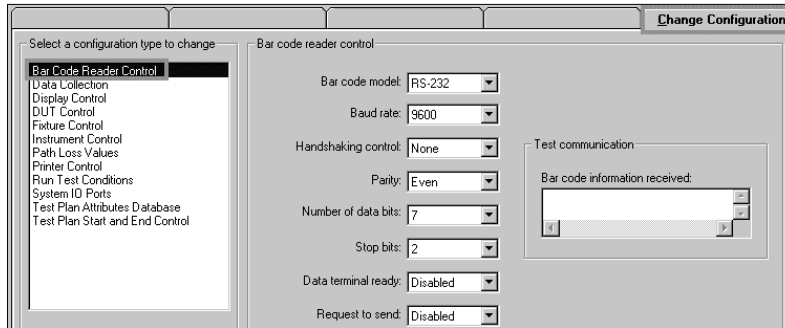 Change Configuration
Select a configuration type to change
Bar Code Reader Control
Data Collection
Display Control
DUT Control
Fixture Control
Instrument Control
Path Loss Values
Printer Control
Run Test Conditions
System IO Ports
Test Plan Attributes Database
Test Plan Start and End Control
Bar code reader control
Bar code model: RS-232
Baud rate: 9600
Handshaking control: None
Parity: Even
Number of data bits: 7
Stop bits: 2
Data terminal ready: Disabled
Request to send: Disabled
Test communication
Bar code information received: